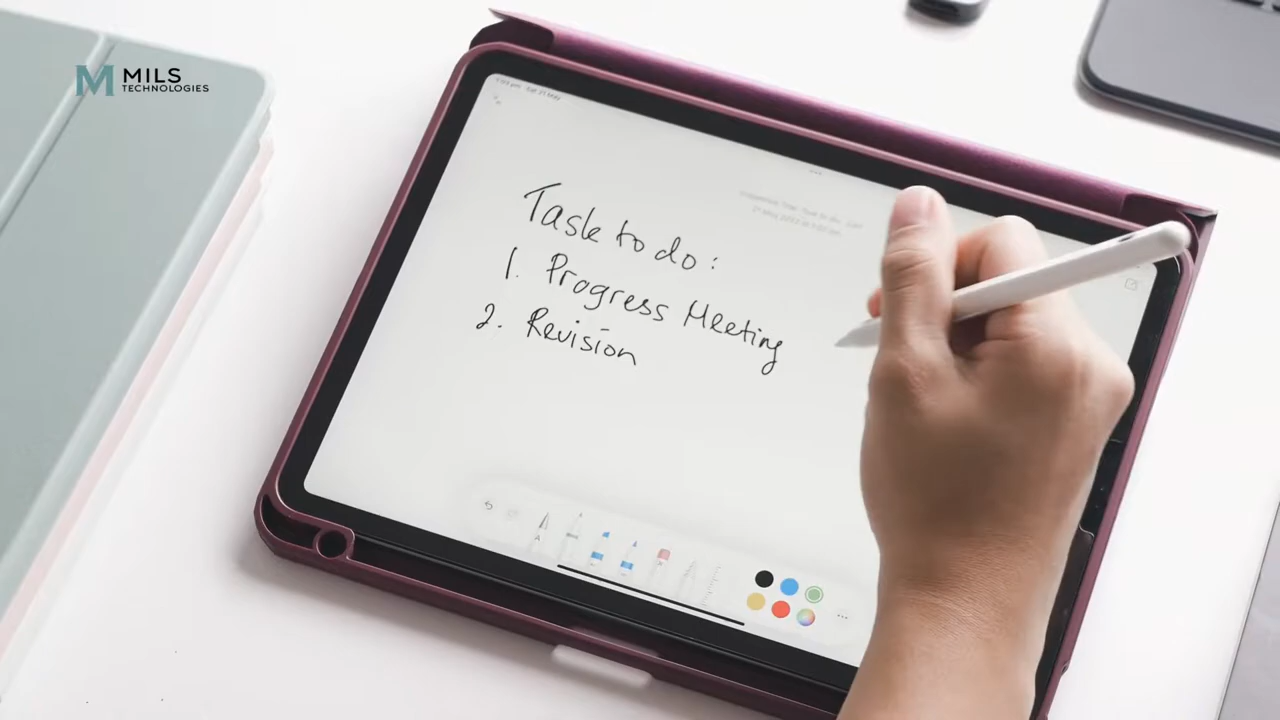 MILS
TECHNOLOGIES
Task to do :
1. Progress Meeting
2. Revision